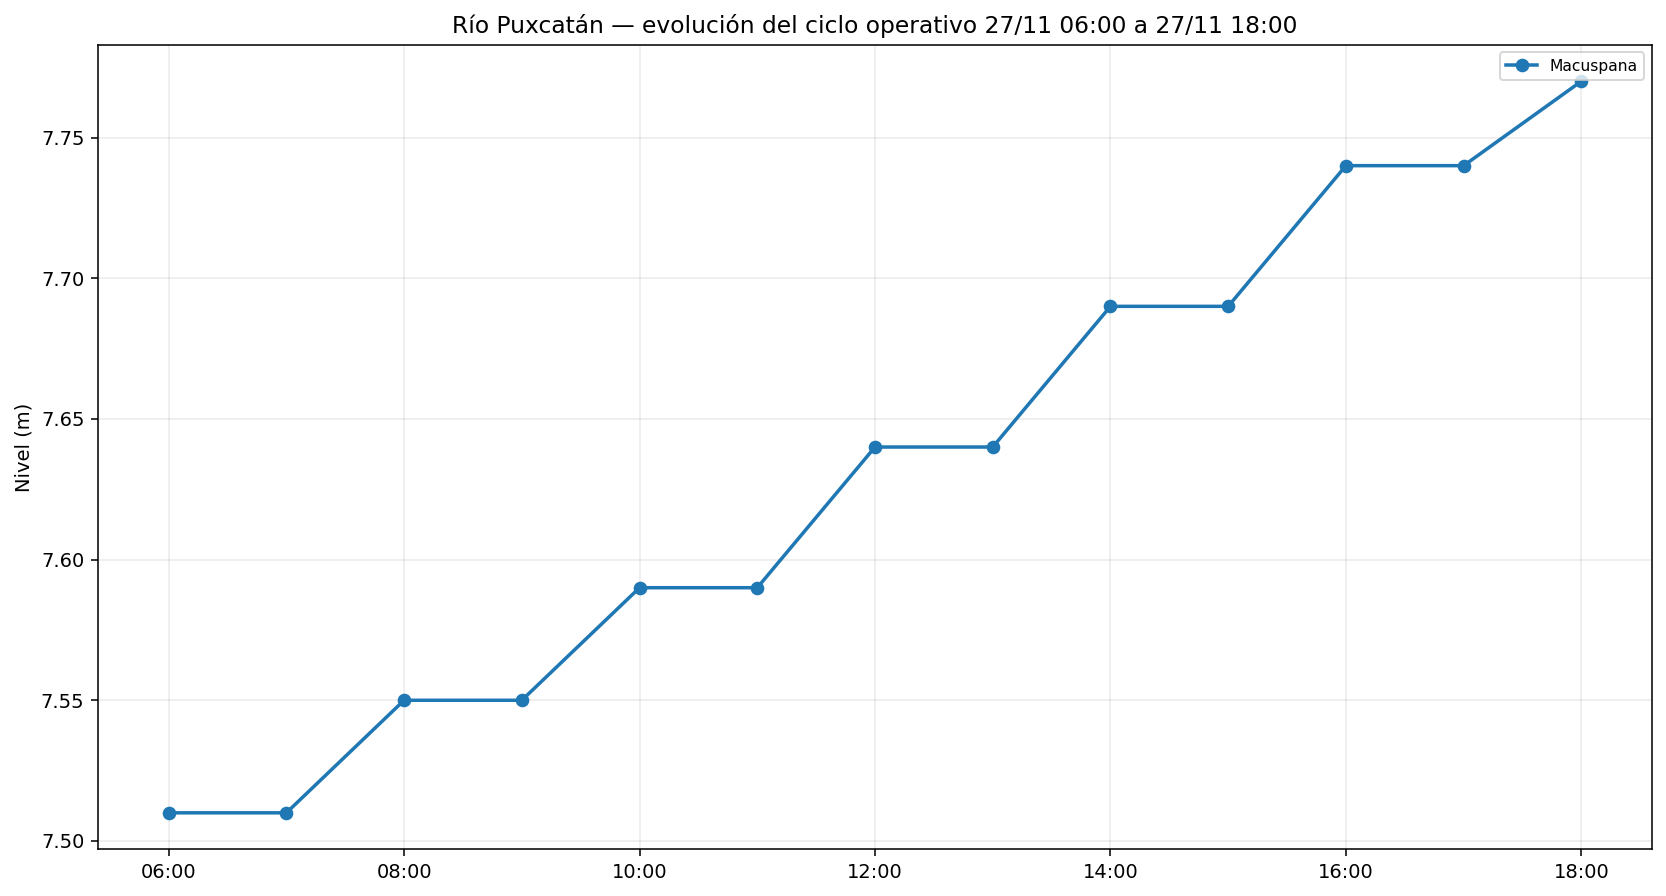 Río Puxcatán — evolución del ciclo operativo 27/11 06:00 a 27/11 18:00
Macuspana
Nivel (m)
7.75
7.70
7.65
7.60
7.55
7.50
06:00 08:00 10:00 12:00 14:00 16:00 18:00